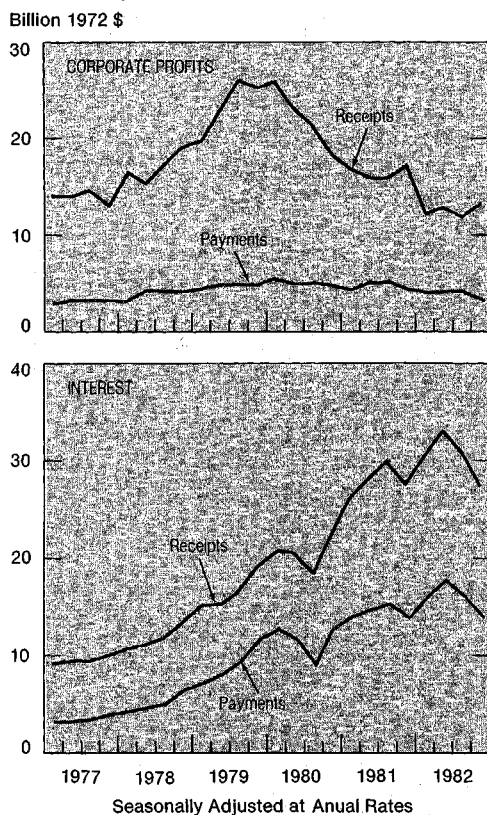 Billion 1972 $
30
CORPORATE PROFITS
Receipts
20
10
Payments
0
40
INTEREST
30
20
Receipts
10
Payments
0
1977 1978 1979 1980 1981 1982
Seasonally Adjusted at Anual Rates